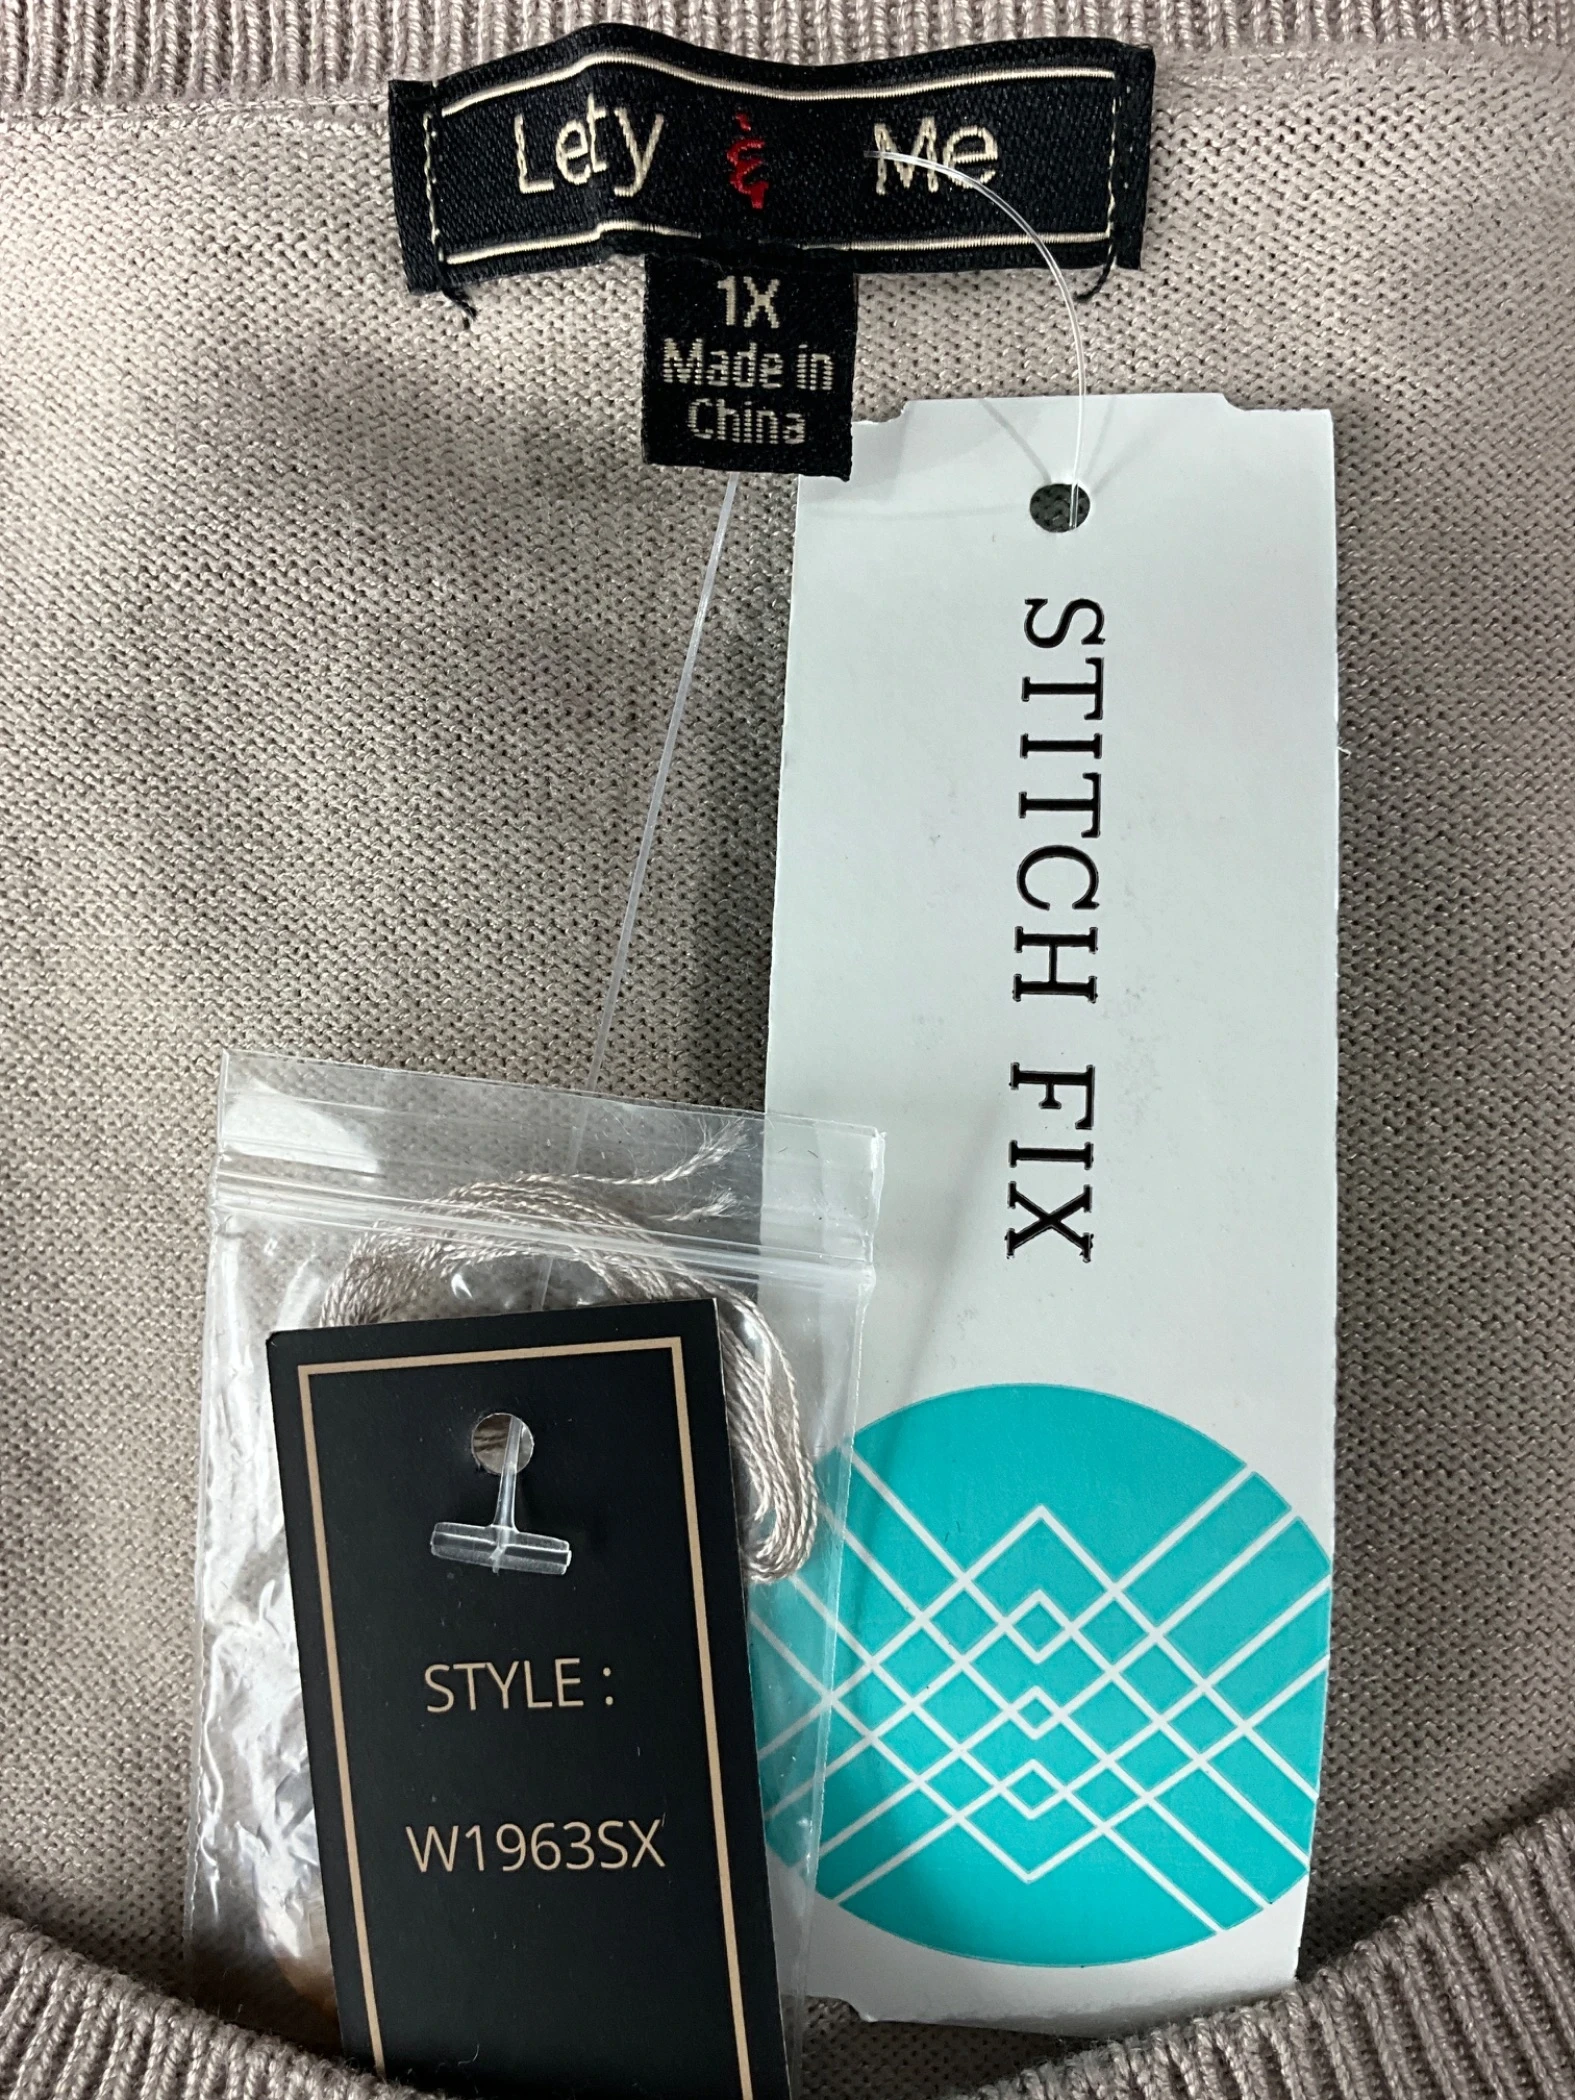 Lety & Me
1X
Made in
China
STITCH FIX
STYLE :
W1963SX